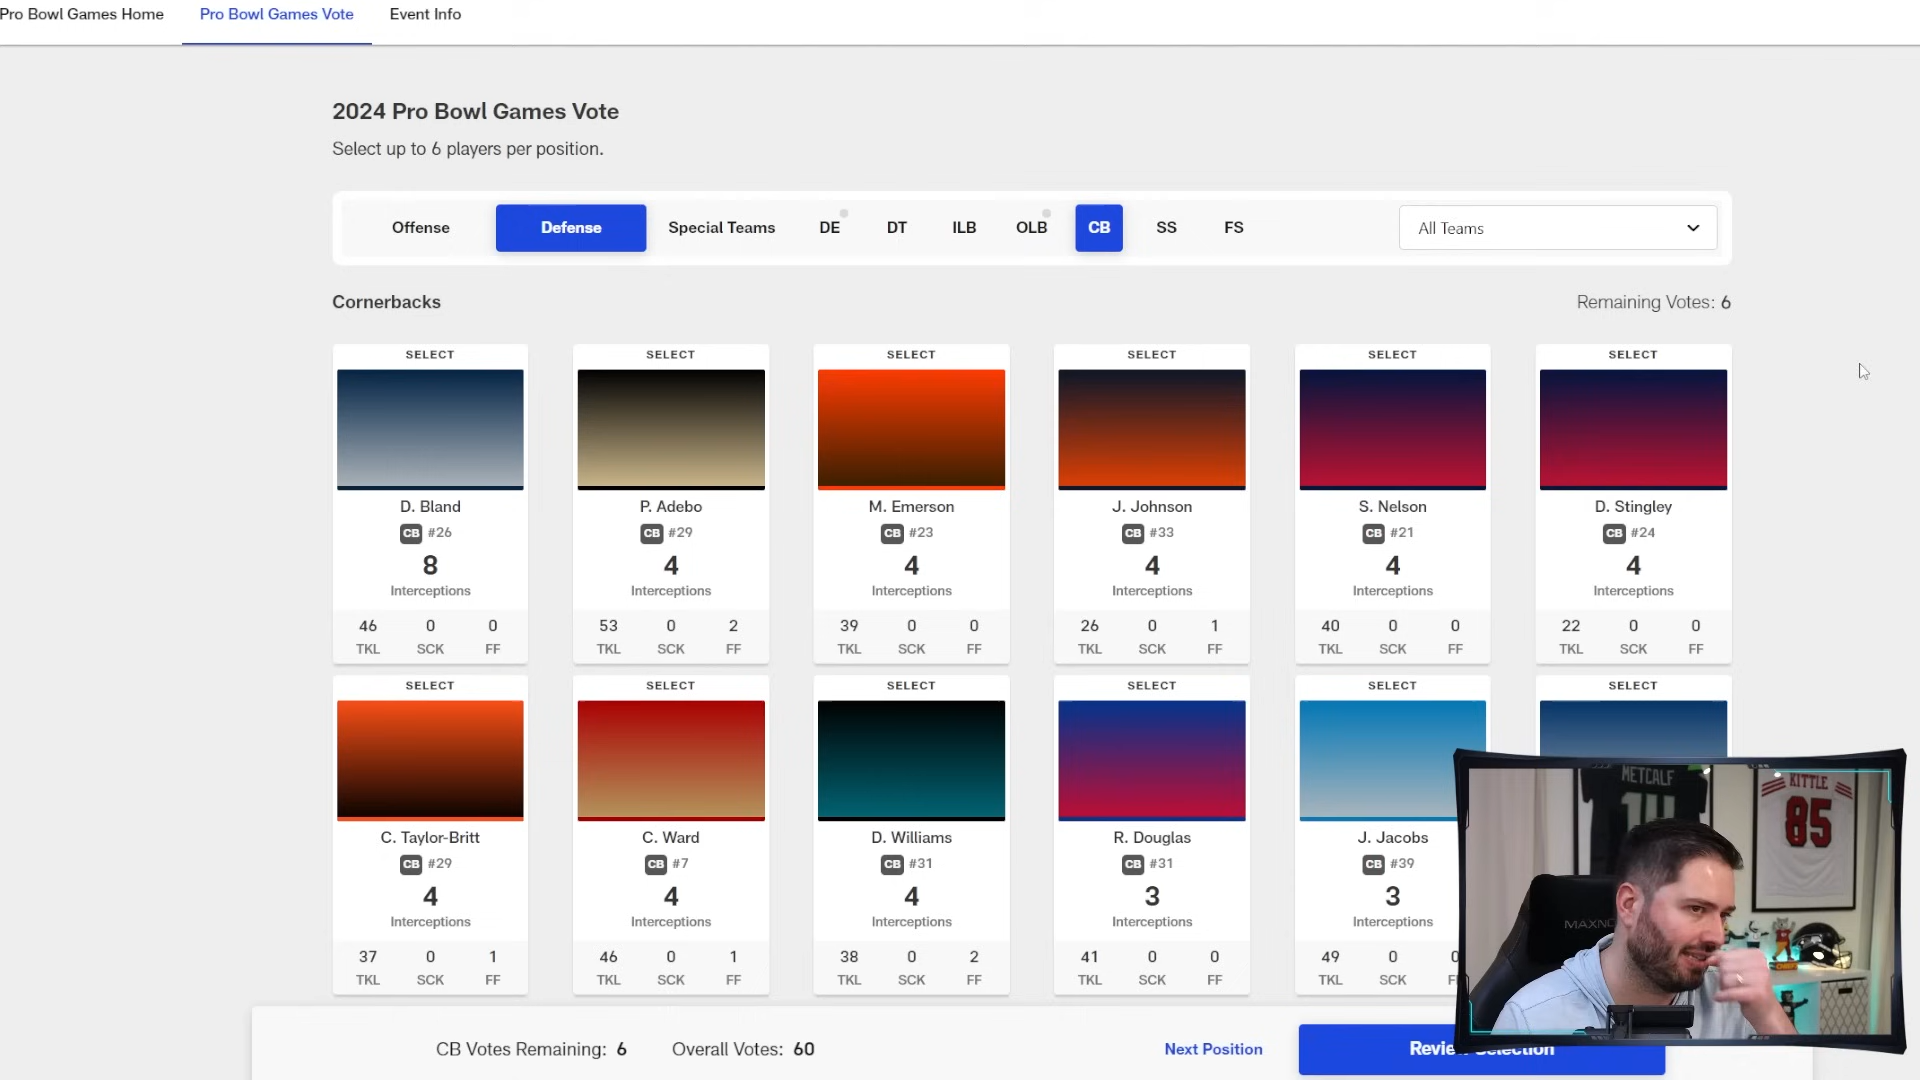 Pro Bowl Games Home Pro Bowl Games Vote Event Info
2024 Pro Bowl Games Vote
Select up to 6 players per position.
Offense Defense Special Teams DE DT ILB OLB CB SS FS All Teams
Cornerbacks Remaining Votes: 6
SELECT SELECT SELECT SELECT SELECT SELECT
D. Bland P. Adebo M. Emerson J. Johnson S. Nelson D. Stingley
CB #26 CB #29 CB #23 CB #33 CB #21 CB #24
8 4 4 4 4 4
Interceptions Interceptions Interceptions Interceptions Interceptions Interceptions
46 0 0 53 0 2 39 0 0 26 0 1 40 0 0 22 0 0
TKL SCK FF TKL SCK FF TKL SCK FF TKL SCK FF TKL SCK FF TKL SCK FF
SELECT SELECT SELECT SELECT SELECT SELECT
C. Taylor-Britt C. Ward D. Williams R. Douglas J. Jacobs
CB #29 CB #7 CB #31 CB #31 CB #39
4 4 4 3 3
Interceptions Interceptions Interceptions Interceptions Interceptions
37 0 1 46 0 1 38 0 2 41 0 0 49 0
TKL SCK FF TKL SCK FF TKL SCK FF TKL SCK FF TKL SCK
METCALF
KITTLE
85
CB Votes Remaining: 6 Overall Votes: 60 Next Position Review Selection